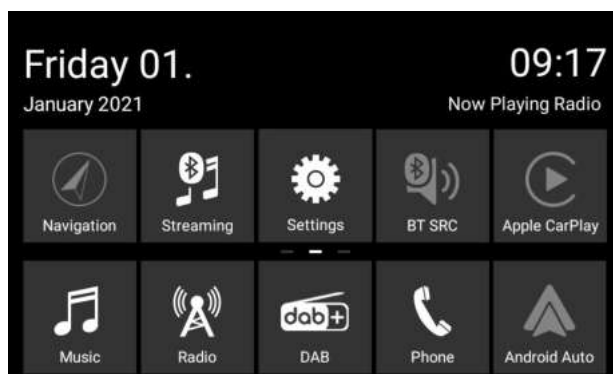 Friday 01.
09:17
January 2021
Now Playing Radio
Navigation
Streaming
Settings
BT SRC
Apple CarPlay
dab+
Music
Radio
DAB
Phone
Android Auto